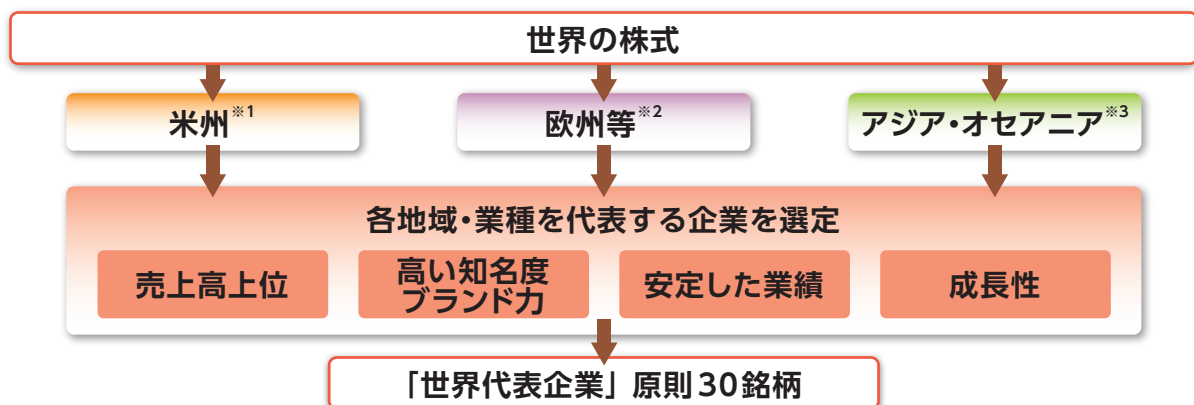 世界の株式
米州※1
欧州等※2
アジア・オセアニア※3
各地域・業種を代表する企業を選定
売上高上位
高い知名度
ブランド力
安定した業績
成長性
「世界代表企業」原則30銘柄